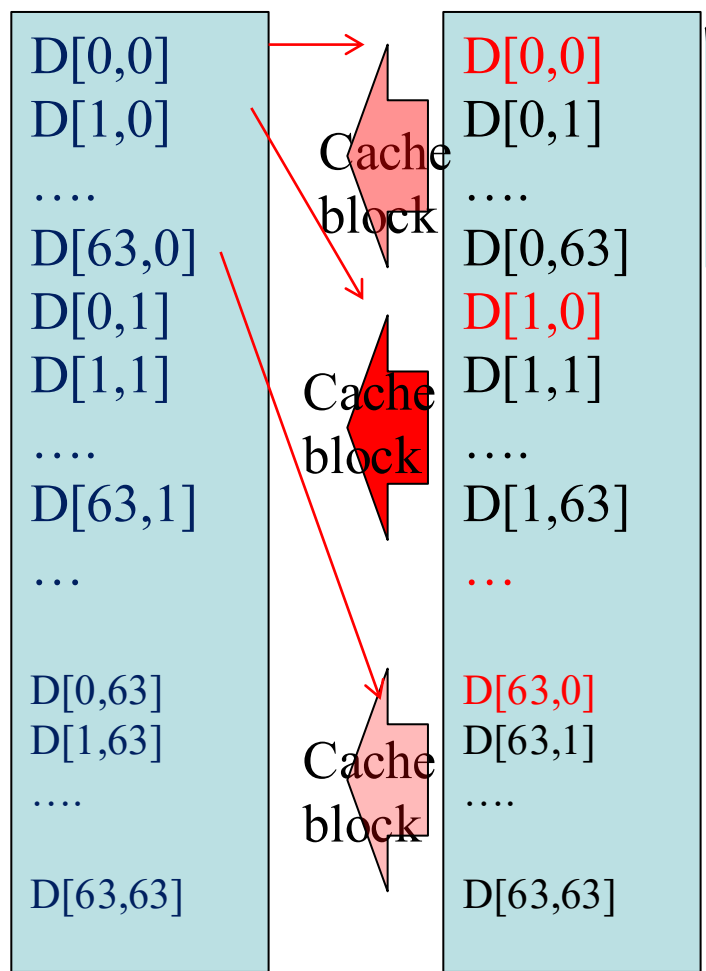 D[0,0]
D[1,0]
….
D[63,0]
D[0,1]
D[1,1]
….
D[63,1]
…
D[0,63]
D[1,63]
….
D[63,63]
Cache
block
Cache
block
Cache
block
D[0,0]
D[0,1]
….
D[0,63]
D[1,0]
D[1,1]
….
D[1,63]
…
D[63,0]
D[63,1]
….
D[63,63]